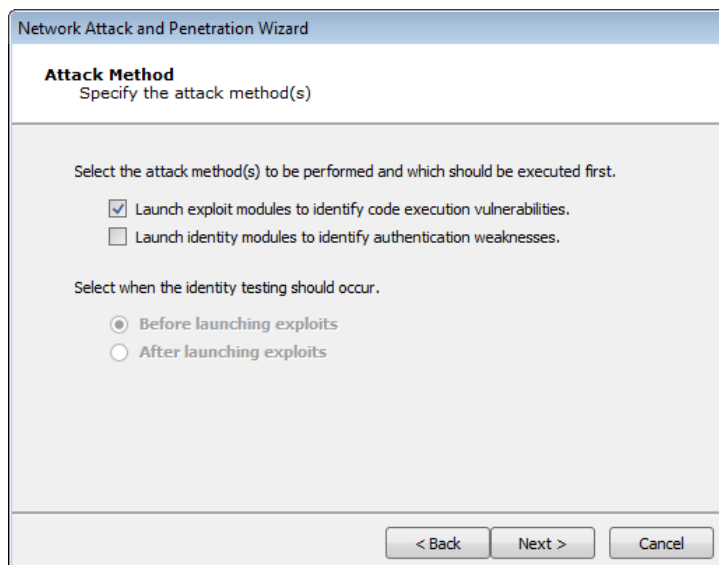 Network Attack and Penetration Wizard
Attack Method
Specify the attack method(s)
Select the attack method(s) to be performed and which should be executed first.
Launch exploit modules to identify code execution vulnerabilities.
Launch identity modules to identify authentication weaknesses.
Select when the identity testing should occur.
Before launching exploits
After launching exploits
< Back Next > Cancel